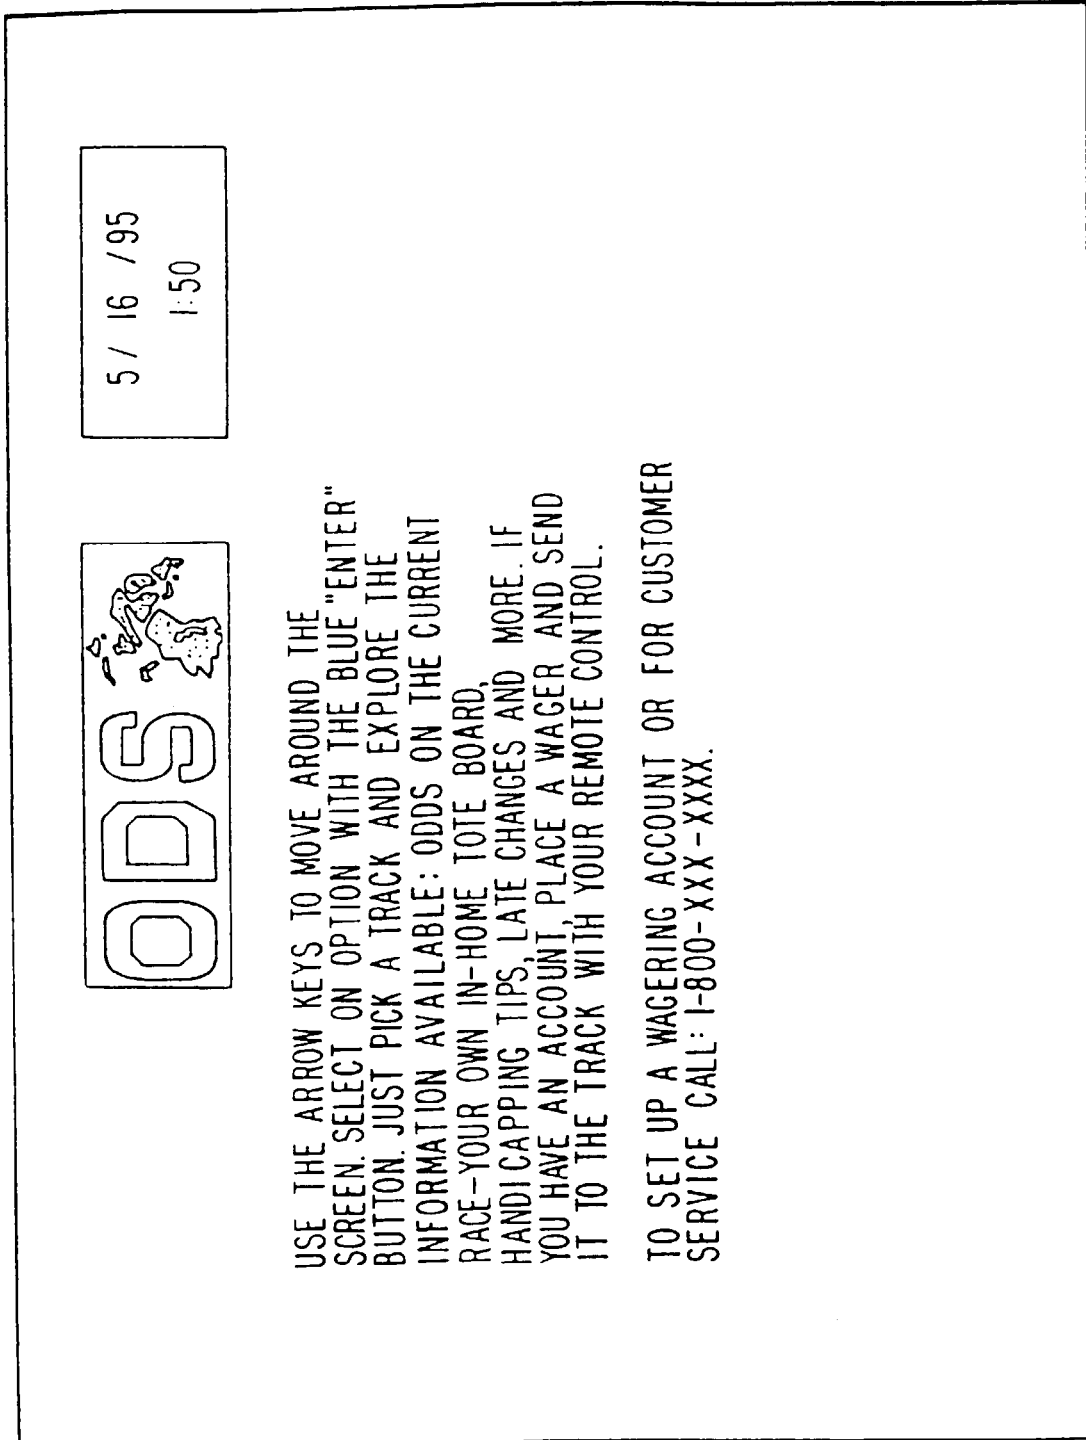 ODS
5/ 16 /95
1:50
USE THE ARROW KEYS TO MOVE AROUND THE
SCREEN. SELECT ON OPTION WITH THE BLUE "ENTER"
BUTTON. JUST PICK A TRACK AND EXPLORE THE
INFORMATION AVAILABLE: ODDS ON THE CURRENT
RACE-YOUR OWN IN-HOME TOTE BOARD,
HANDICAPPING TIPS, LATE CHANGES AND MORE. IF
YOU HAVE AN ACCOUNT, PLACE A WAGER AND SEND
IT TO THE TRACK WITH YOUR REMOTE CONTROL.
TO SET UP A WAGERING ACCOUNT OR FOR CUSTOMER
SERVICE CALL: 1-800-XXX-XXXX.